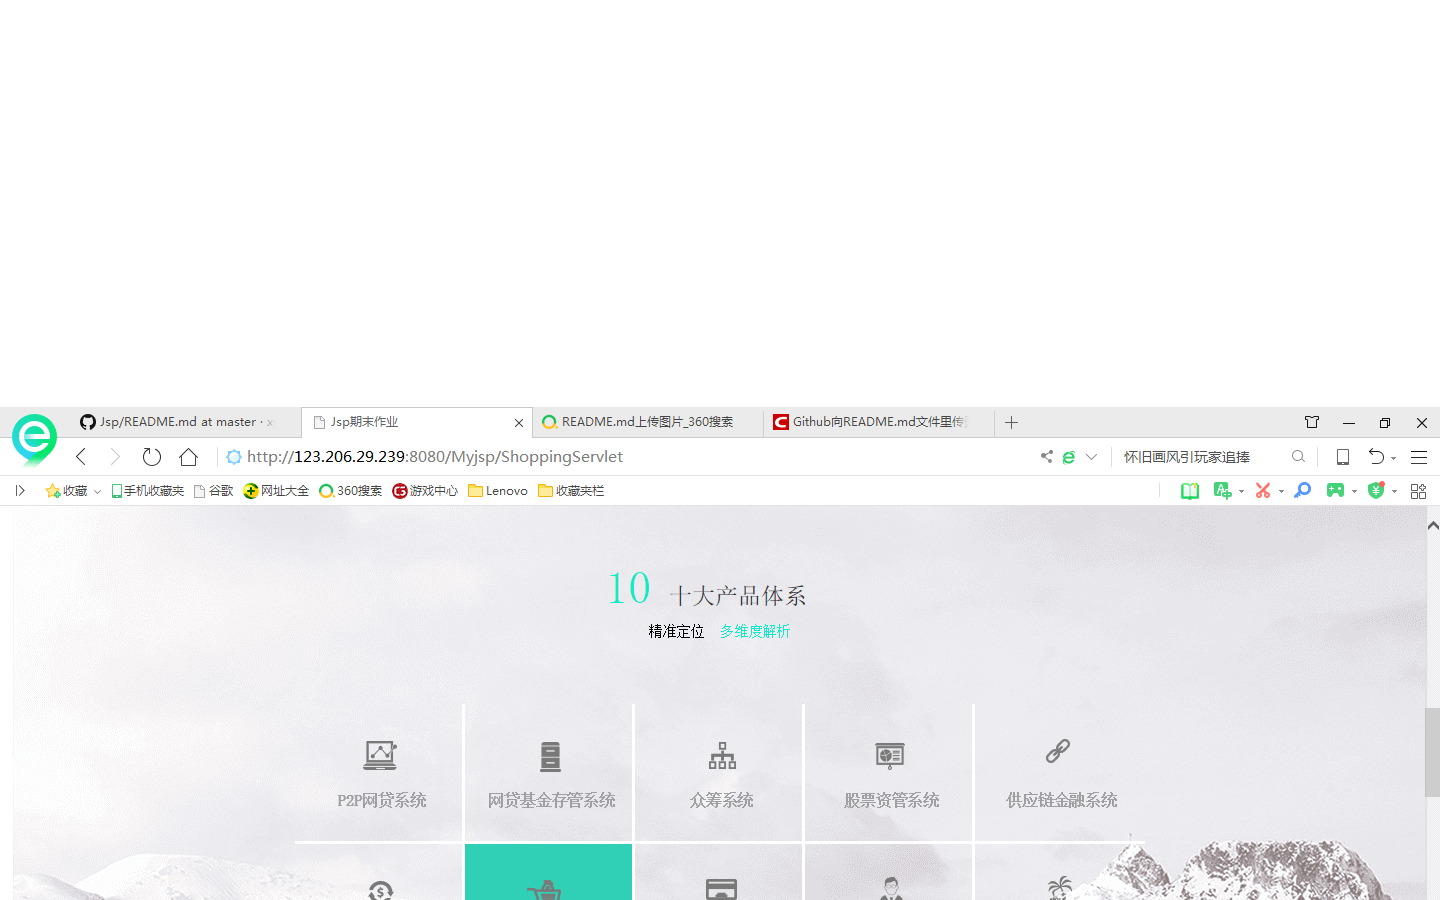 Jsp/README.md at master · x
Jsp期末作业
README.md上传图片_360搜索
Github向README.md文件里传
http://123.206.29.239:8080/Myjsp/ShoppingServlet
怀旧画风引玩家追捧
收藏
手机收藏夹
谷歌
网址大全
360搜索
游戏中心
Lenovo
收藏夹栏
10 十大产品体系
精准定位 多维度解析
P2P网贷系统
网贷基金存管系统
众筹系统
股票资管系统
供应链金融系统